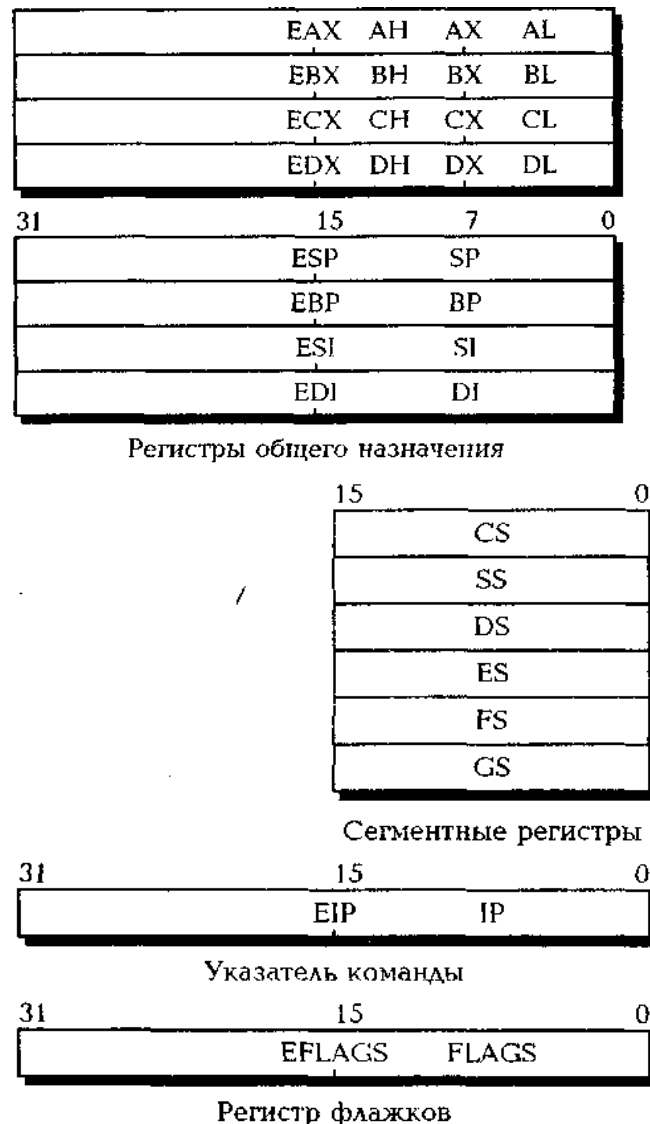 EAX AH AX AL
EBX BH BX BL
ECX CH CX CL
EDX DH DX DL
31 15 7 0
ESP SP
EBP BP
ESI SI
EDI DI
Регистры общего назначения
15 0
CS
SS
DS
ES
FS
GS
Сегментные регистры
31 15 0
EIP IP
Указатель команды
31 15 0
EFLAGS FLAGS
Регистр флажков